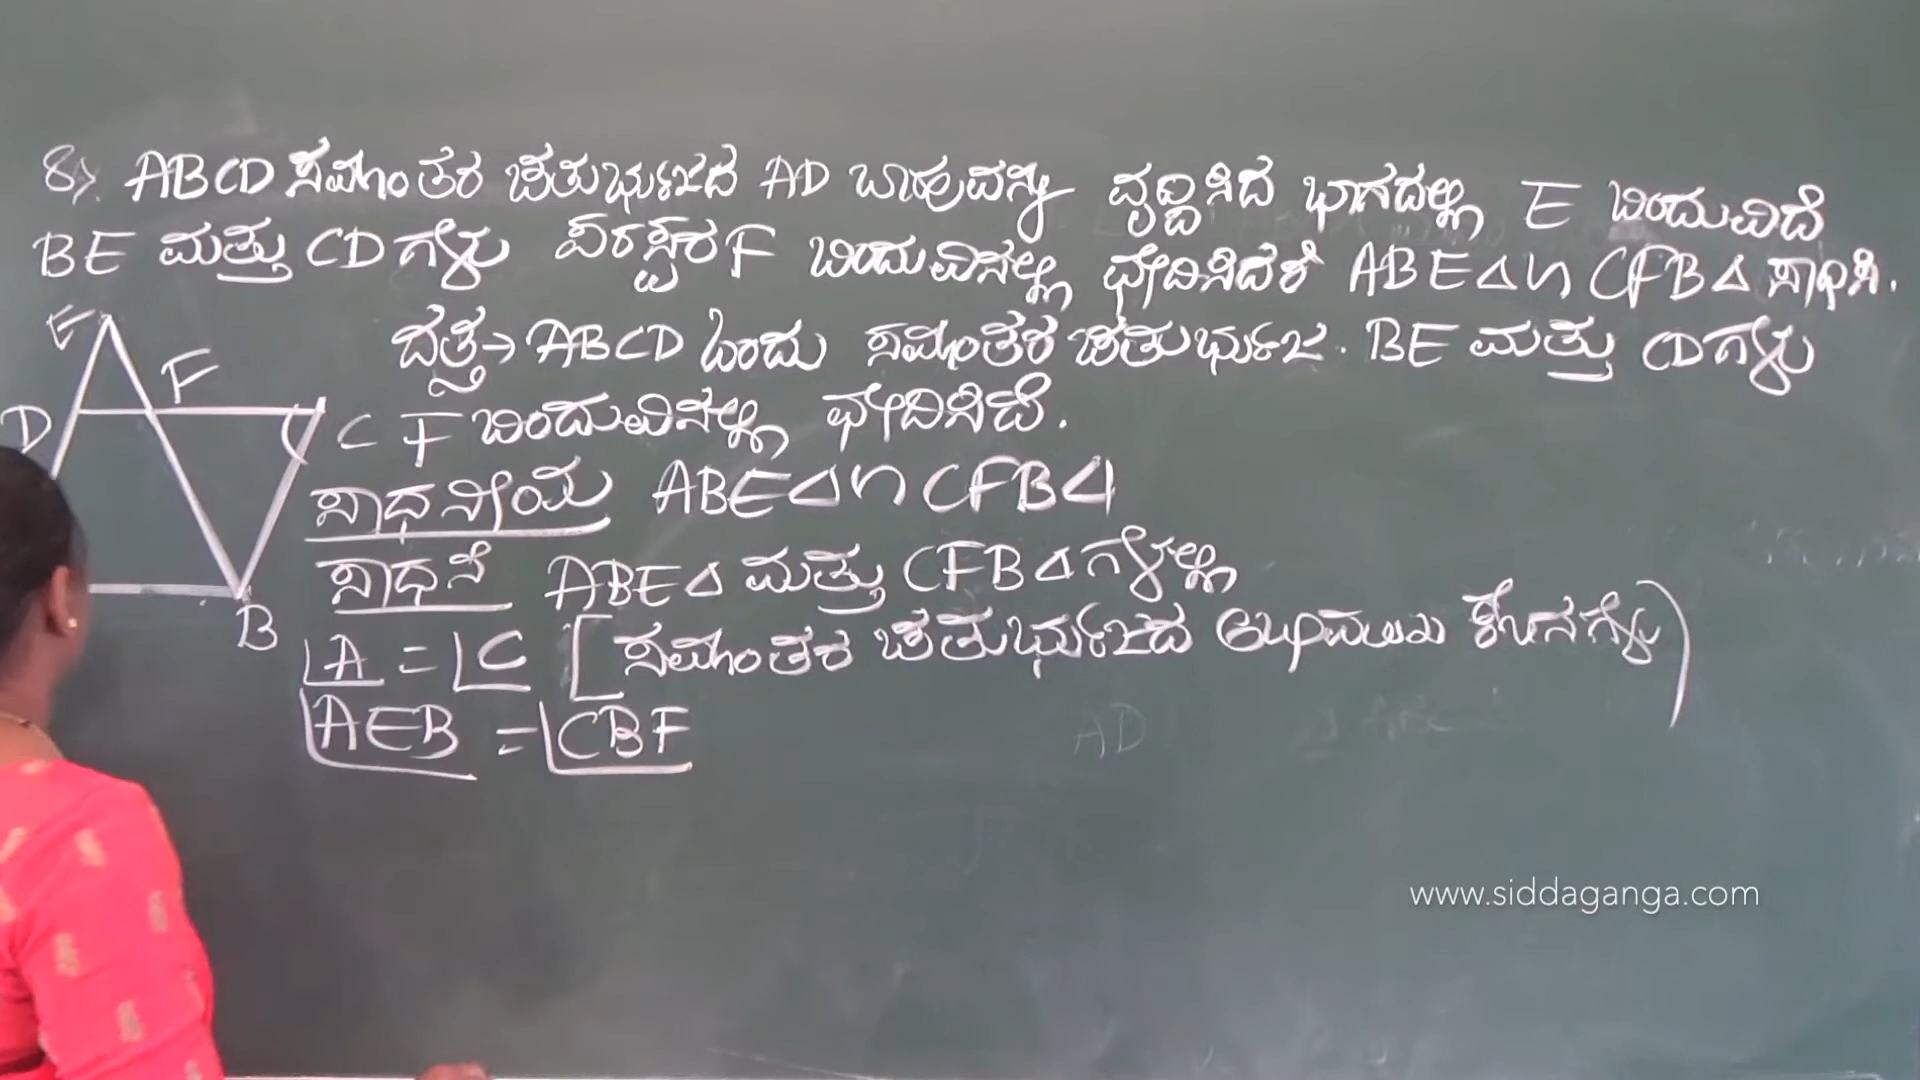 8) ABCD ಸಮಾಂತರ ಚತುರ್ಭುಜದ AD ಬಾಹುವನ್ನು ವೃದ್ಧಿಸಿದ ಭಾಗದಲ್ಲಿ E ಬಿಂದುವಿದೆ
BE ಮತ್ತು CD ಗಳು ಪರಸ್ಪರ F ಬಿಂದುವಿನಲ್ಲಿ ಛೇದಿಸಿದರೆ ABE∆ ∽ CFB∆ ಸಾಧಿಸಿ.
ದತ್ತ → ABCD ಒಂದು ಸಮಾಂತರ ಚತುರ್ಭುಜ. BE ಮತ್ತು CD ಗಳು
F ಬಿಂದುವಿನಲ್ಲಿ ಛೇದಿಸಿವೆ.
E
F
D
C
B
ಸಾಧನೀಯ ABE∆ ∽ CFB∆
ಸಾಧನೆ ABE∆ ಮತ್ತು CFB∆ ಗಳಲ್ಲಿ
∠A = ∠C [ಸಮಾಂತರ ಚತುರ್ಭುಜದ ಅಭಿಮುಖ ಕೋನಗಳು)
∠AEB = ∠CBF
AD
www.siddaganga.com